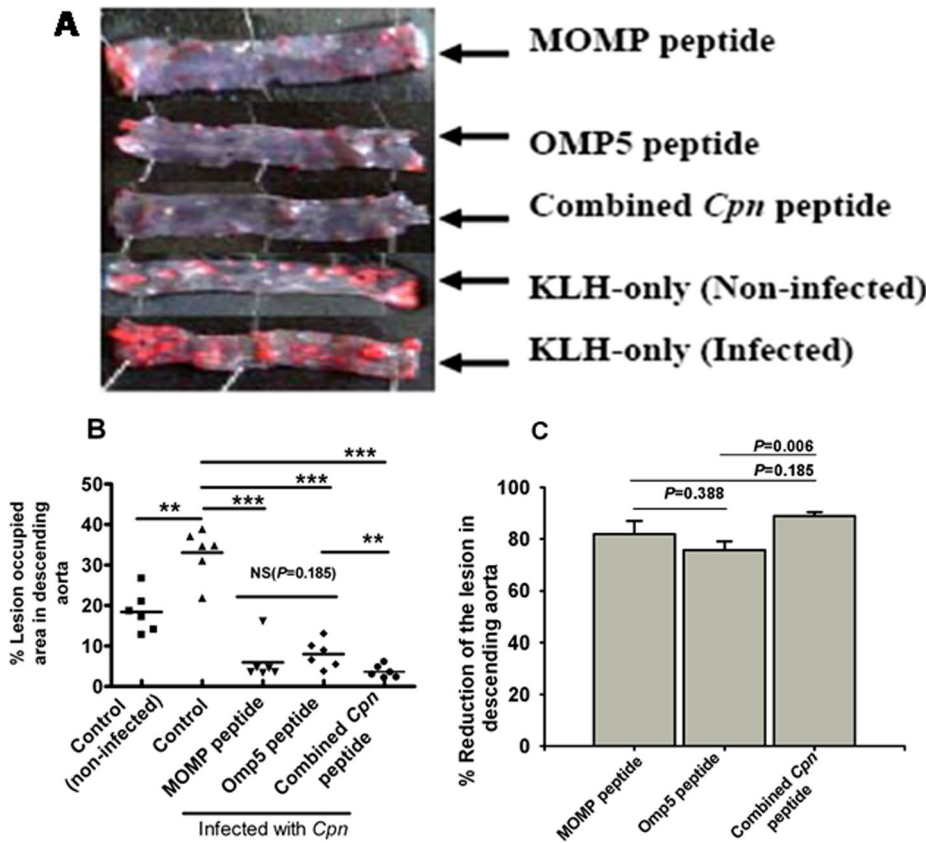 A
MOMP peptide
OMP5 peptide
Combined Cpn peptide
KLH-only (Non-infected)
KLH-only (Infected)
B
% Lesion occupied
area in descending
aorta
50
40
30
20
10
0
**
***
***
***
**
NS(P=0.185)
Control
(non-infected)
Control
MOMP peptide
Omp5 peptide
Combined Cpn
peptide
Infected with Cpn
C
% Reduction of the lesion in
descending aorta
100
80
60
40
20
0
P=0.006
P=0.185
P=0.388
MOMP peptide
Omp5 peptide
Combined Cpn
peptide